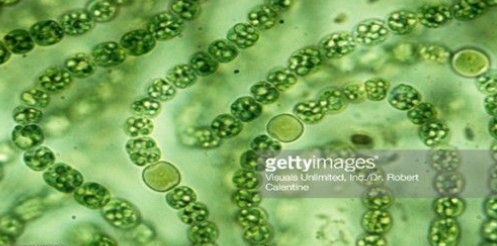 gettyimages
Visuals Unlimited, Inc./Dr. Robert
Calentine